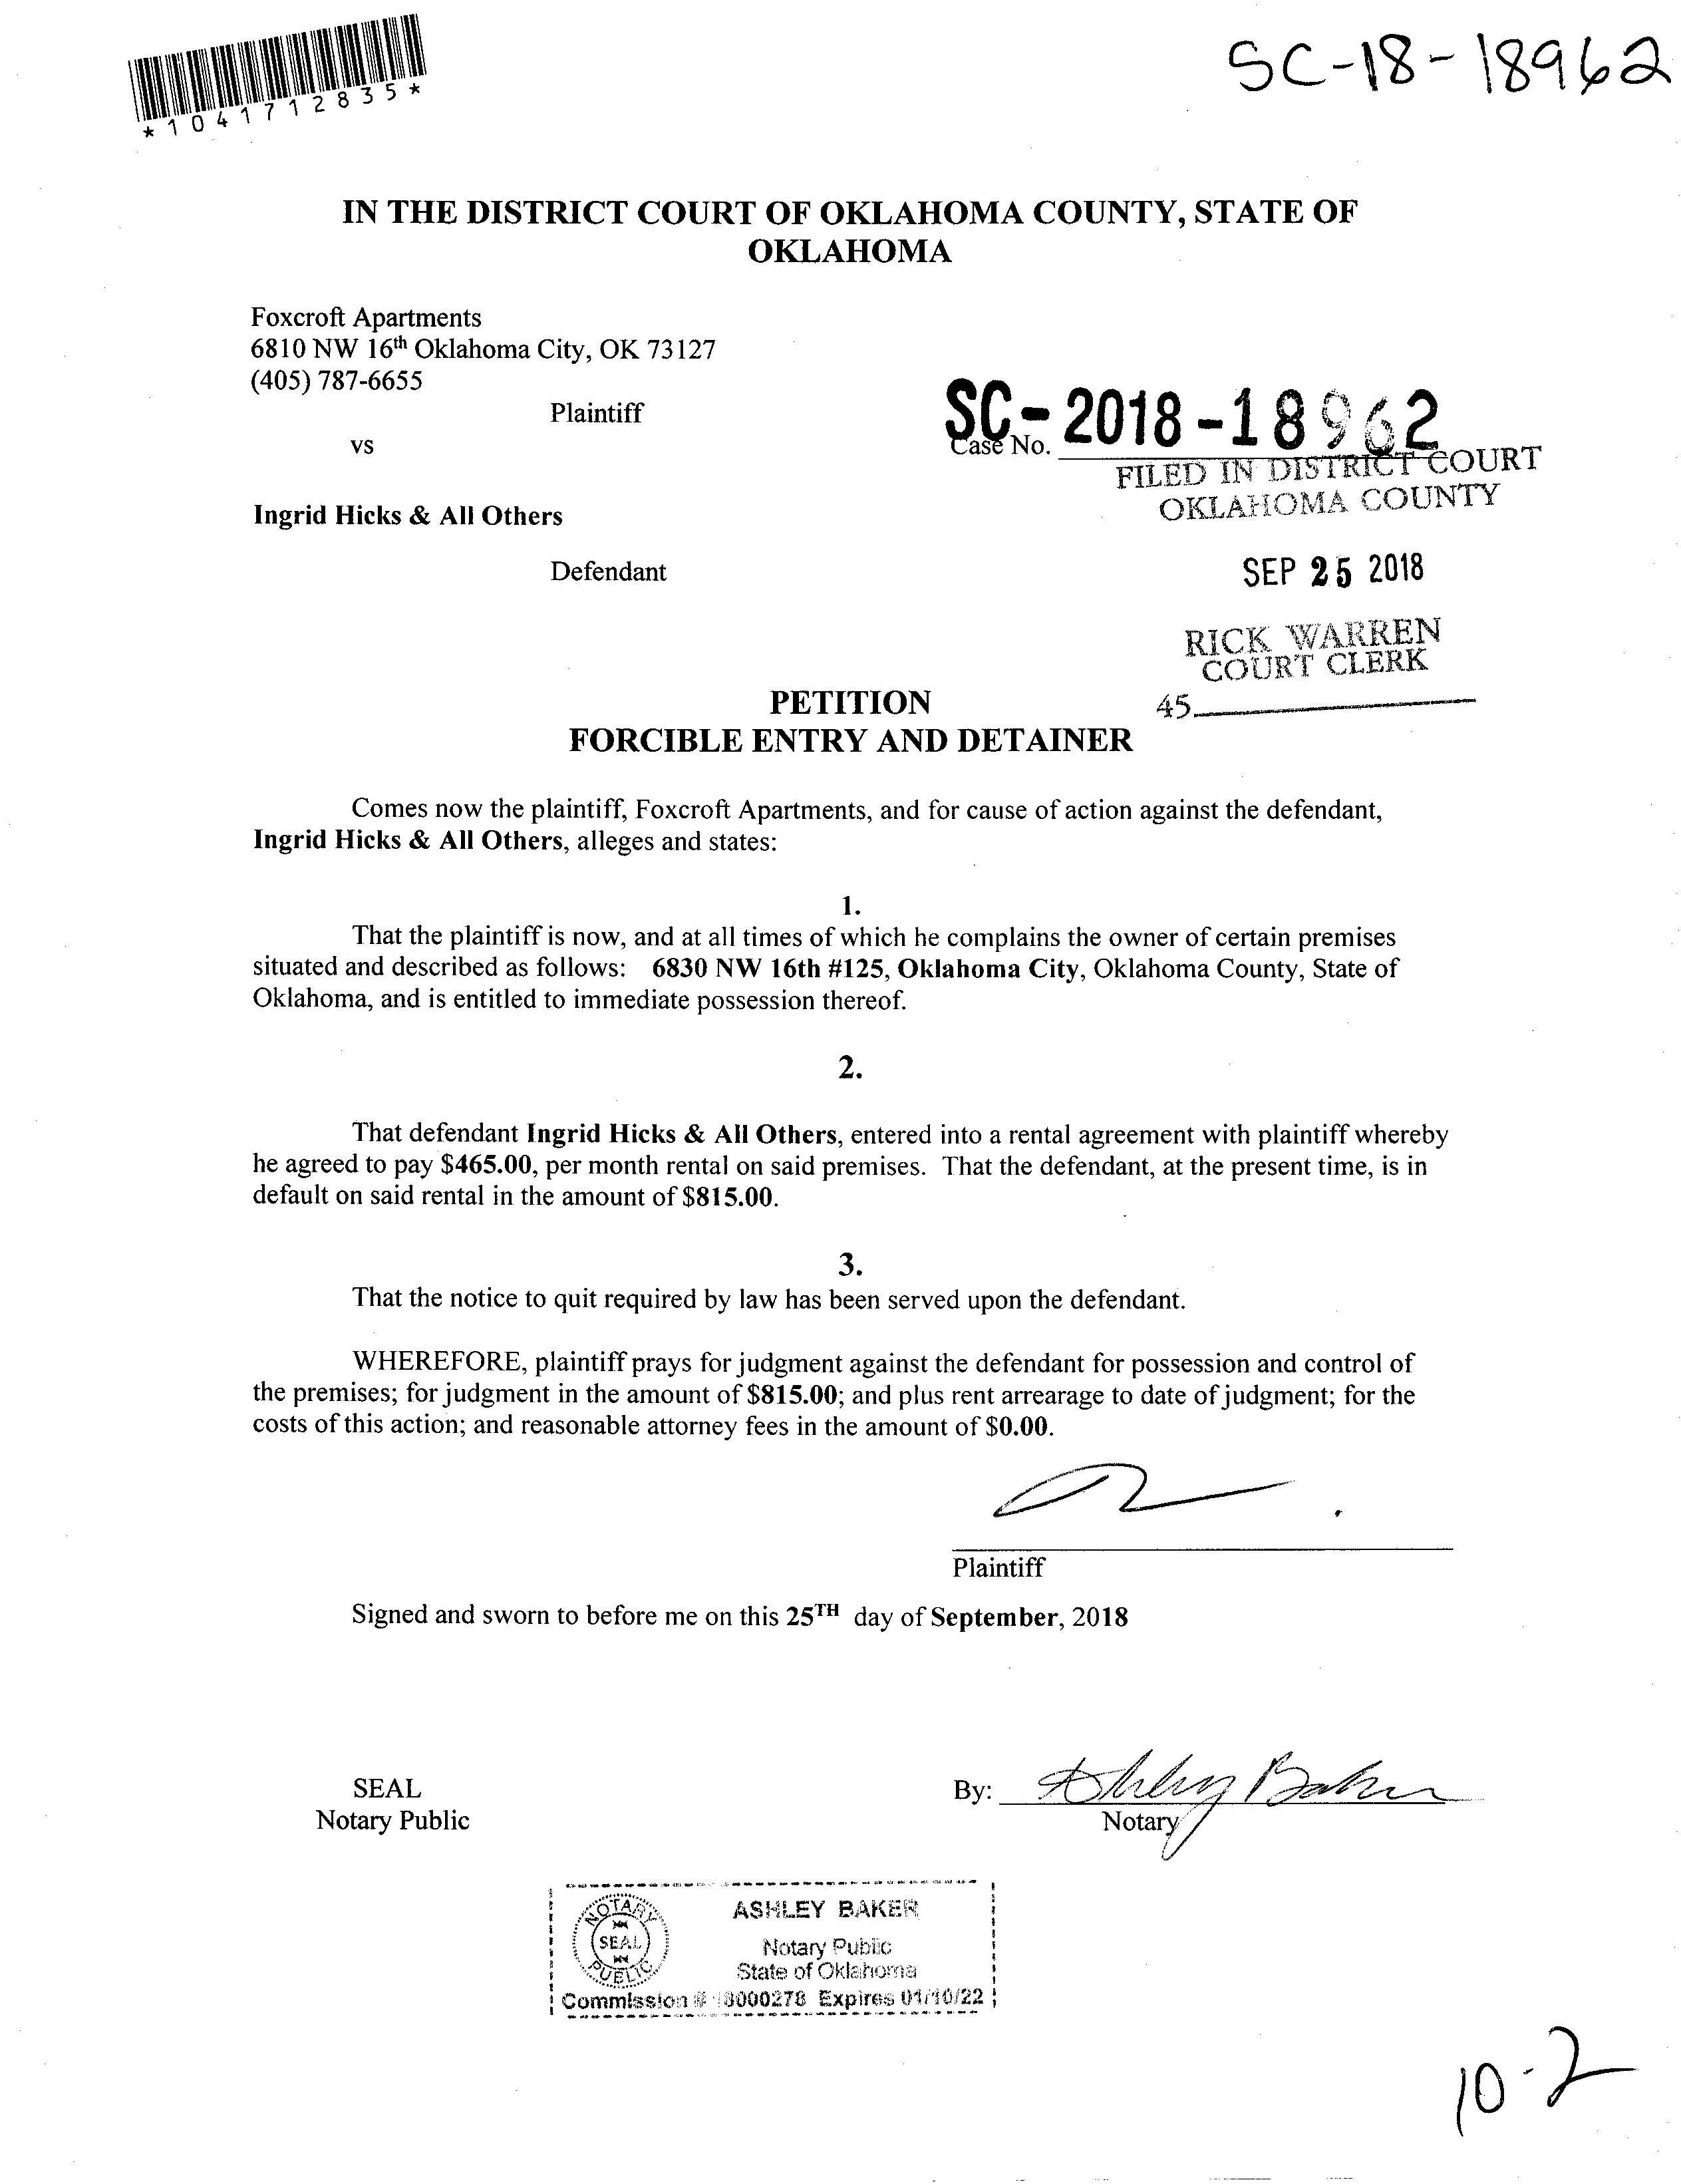 *1041712835*
SC-18-18962
IN THE DISTRICT COURT OF OKLAHOMA COUNTY, STATE OF
OKLAHOMA
Foxcroft Apartments
6810 NW 16th Oklahoma City, OK 73127
(405) 787-6655
Plaintiff
vs
SC-2018-18962
Case No.
FILED IN DISTRICT COURT
OKLAHOMA COUNTY
Ingrid Hicks & All Others
Defendant
SEP 25 2018
RICK WARREN
COURT CLERK
45
PETITION
FORCIBLE ENTRY AND DETAINER
Comes now the plaintiff, Foxcroft Apartments, and for cause of action against the defendant,
Ingrid Hicks & All Others, alleges and states:
1.
That the plaintiff is now, and at all times of which he complains the owner of certain premises
situated and described as follows: 6830 NW 16th #125, Oklahoma City, Oklahoma County, State of
Oklahoma, and is entitled to immediate possession thereof.
2.
That defendant Ingrid Hicks & All Others, entered into a rental agreement with plaintiff whereby
he agreed to pay $465.00, per month rental on said premises. That the defendant, at the present time, is in
default on said rental in the amount of $815.00.
3.
That the notice to quit required by law has been served upon the defendant.
WHEREFORE, plaintiff prays for judgment against the defendant for possession and control of
the premises; for judgment in the amount of $815.00; and plus rent arrearage to date of judgment; for the
costs of this action; and reasonable attorney fees in the amount of $0.00.
Plaintiff
Signed and sworn to before me on this 25TH day of September, 2018
SEAL
Notary Public
By: Ashley Baker
Notary
NOTARY
SEAL
PUBLIC
ASHLEY BAKER
Notary Public
State of Oklahoma
Commission # 18000278 Expires 01/10/22
10-2